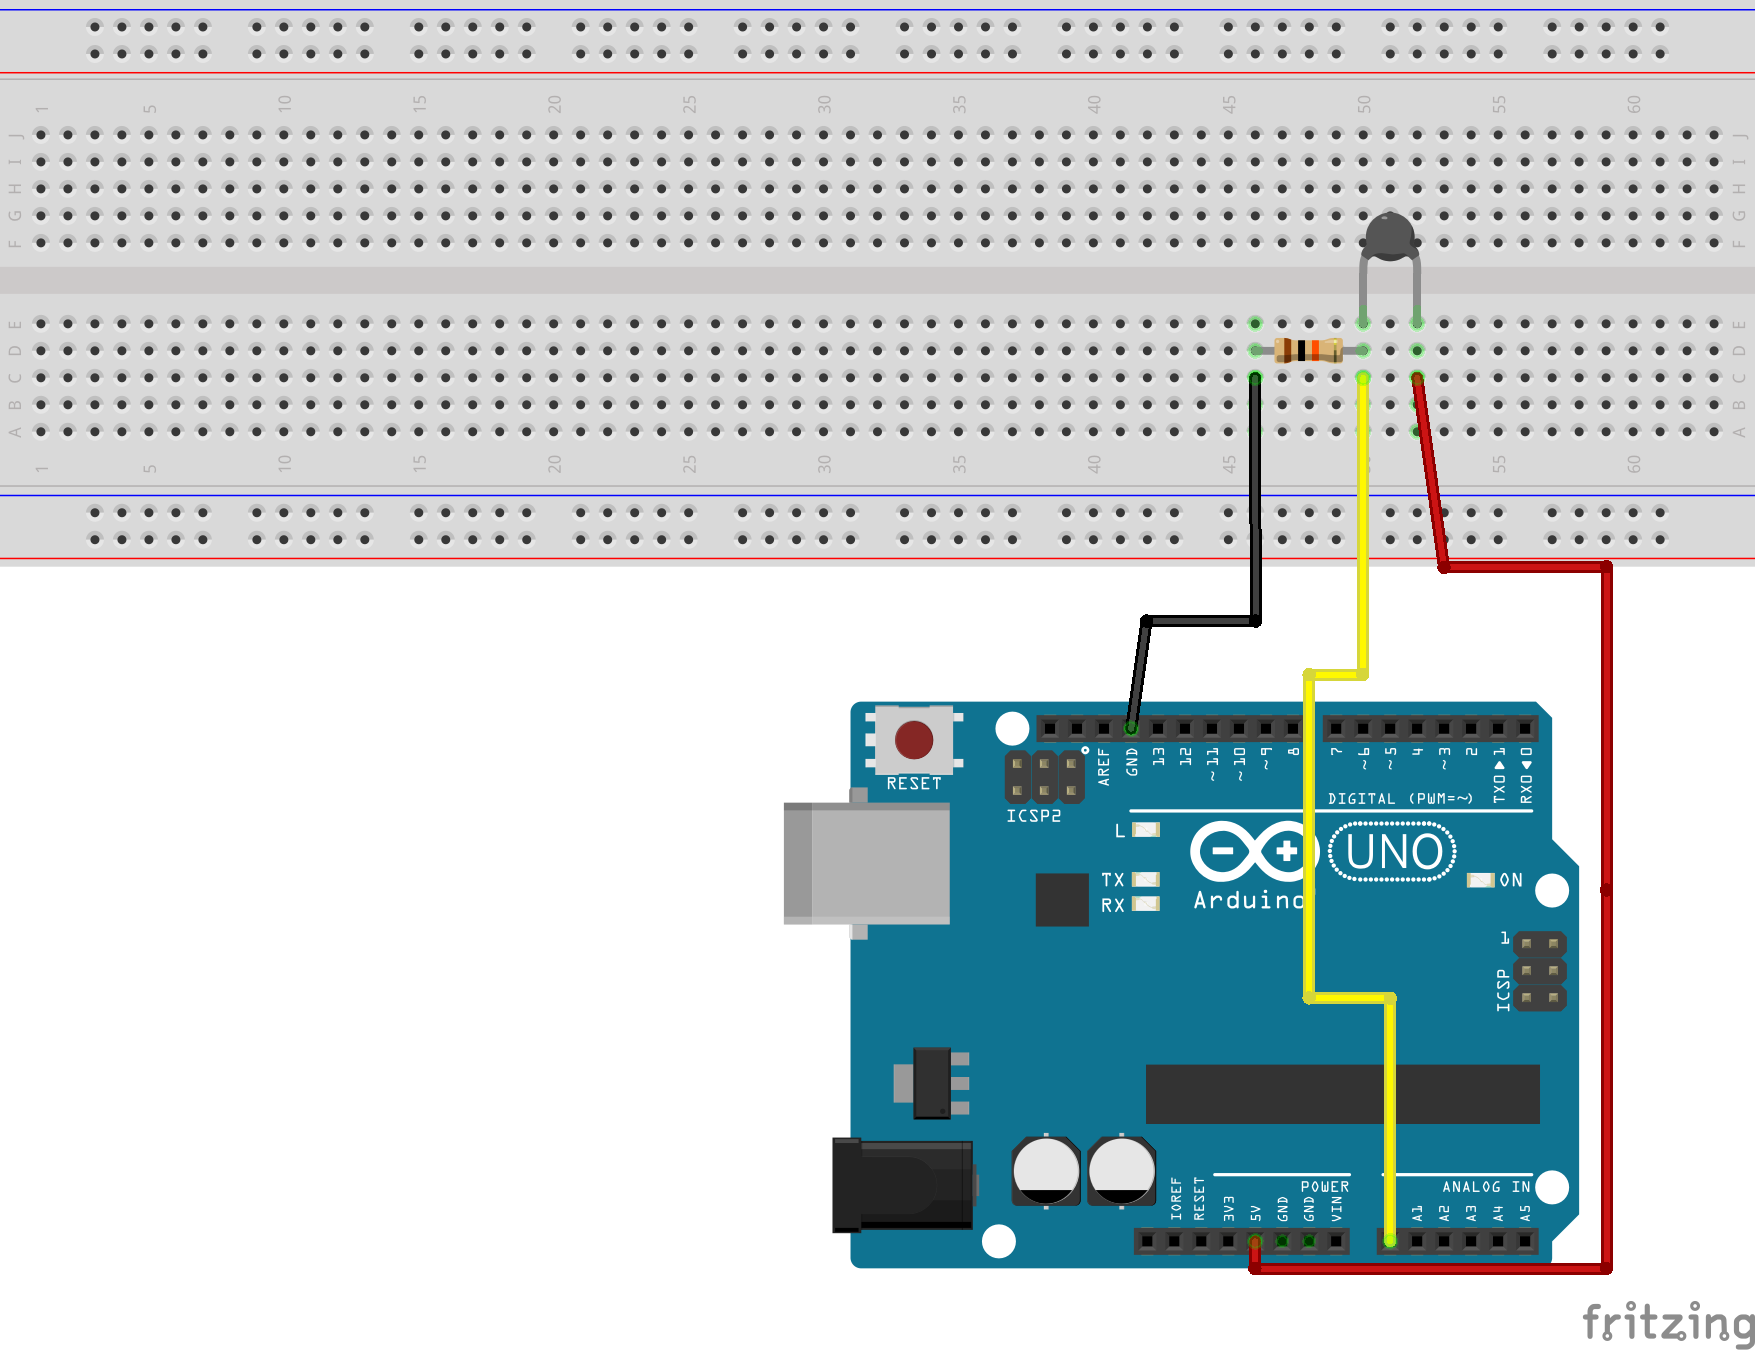 1 5 10 15 20 25 30 35 40 45 50 55 60
J J
I I
H H
G G
F F
E E
D D
C C
B B
A A
1 5 10 15 20 25 30 35 40 45 50 55 60
RESET
ICSP2
AREF
GND
13
12
~11
~10
~9
8
7
~6
~5
4
~3
2
TX0▶1
RX0◀0
DIGITAL (PWM=~)
L
TX
RX
UNO
Arduino
ON
1
ICSP
POWER
ANALOG IN
IOREF
RESET
3V3
5V
GND
GND
VIN
A1
A2
A3
A4
A5
fritzing